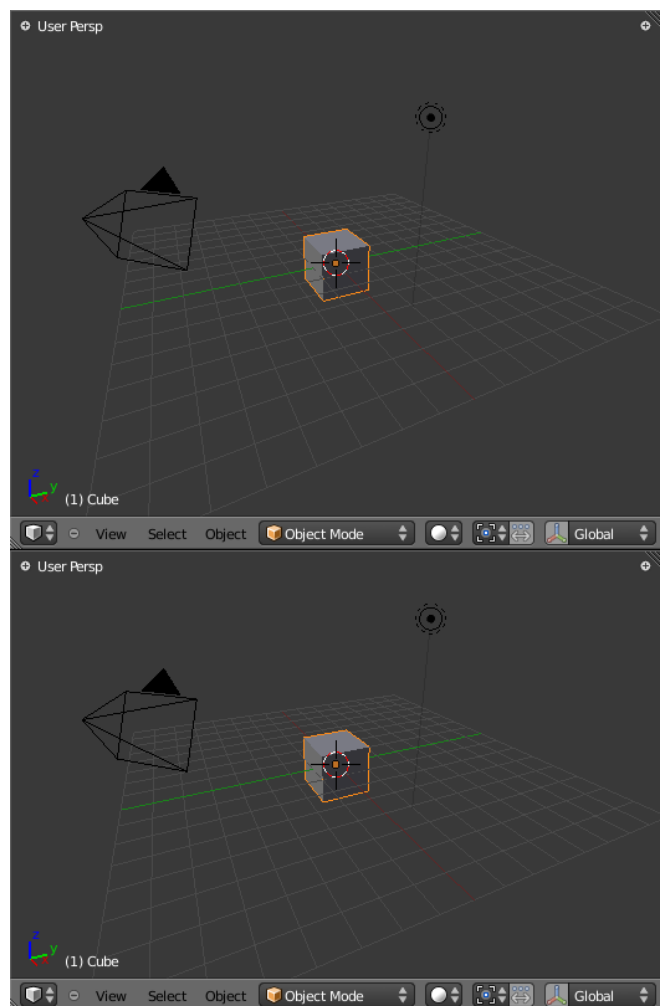 User Persp
z
y
(1) Cube
View Select Object Object Mode Global
User Persp
z
y
(1) Cube
View Select Object Object Mode Global